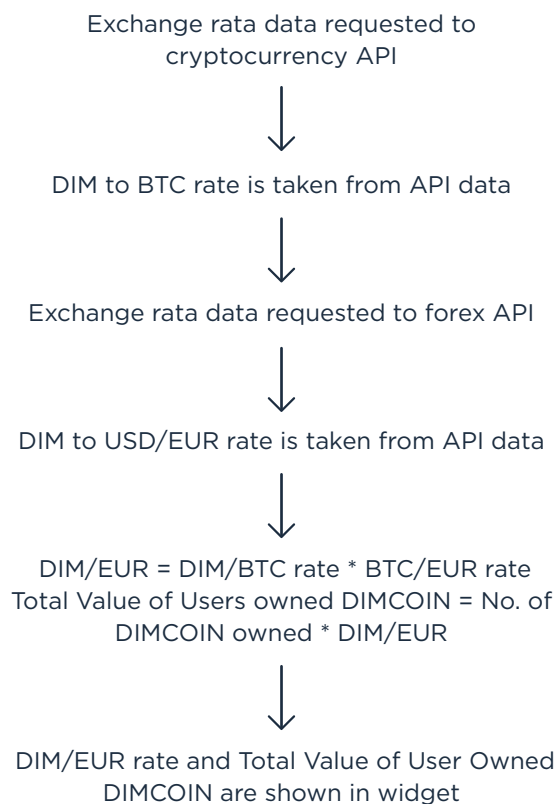 Exchange rata data requested to
cryptocurrency API
DIM to BTC rate is taken from API data
Exchange rata data requested to forex API
DIM to USD/EUR rate is taken from API data
DIM/EUR = DIM/BTC rate * BTC/EUR rate
Total Value of Users owned DIMCOIN = No. of
DIMCOIN owned * DIM/EUR
DIM/EUR rate and Total Value of User Owned
DIMCOIN are shown in widget